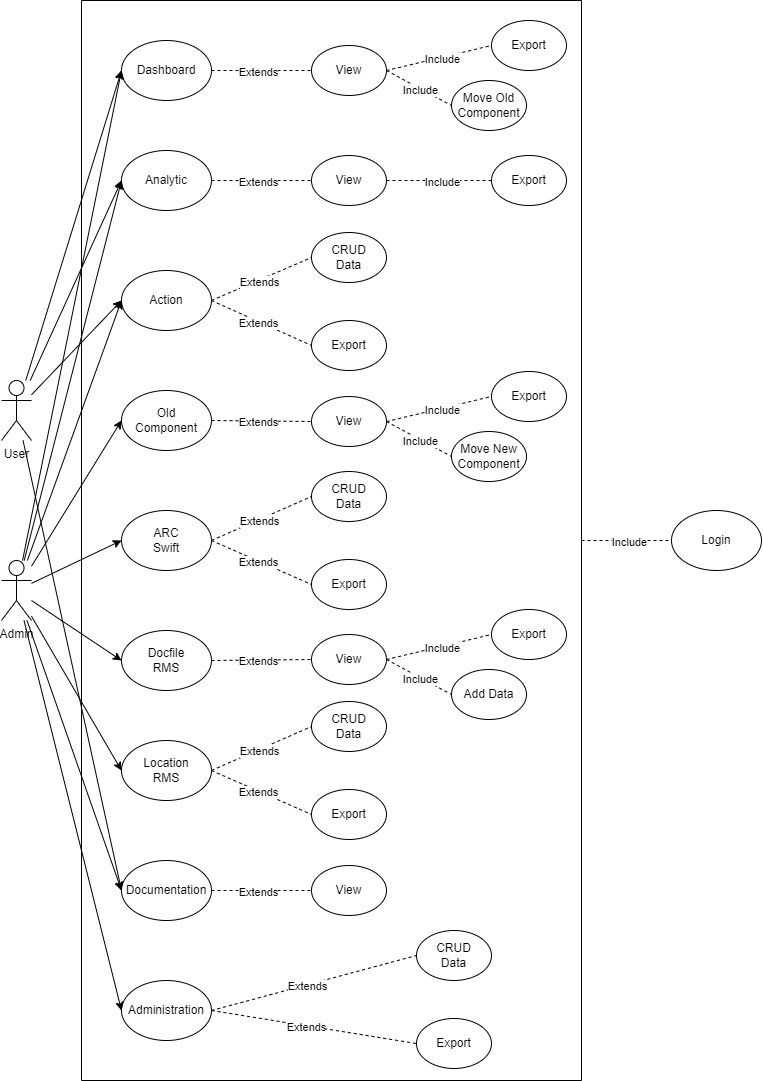 Export
Dashboard
Extends
View
Include
Include
Move Old
Component
Analytic
Extends
View
Include
Export
CRUD
Data
Action
Extends
Extends
Export
Export
Old
Component
Extends
View
Include
Include
Move New
Component
User
CRUD
Data
ARC
Swift
Extends
Extends
Export
Include
Login
Admin
Export
Docfile
RMS
Extends
View
Include
Include
Add Data
CRUD
Data
Location
RMS
Extends
Extends
Export
Documentation
Extends
View
CRUD
Data
Administration
Extends
Extends
Export